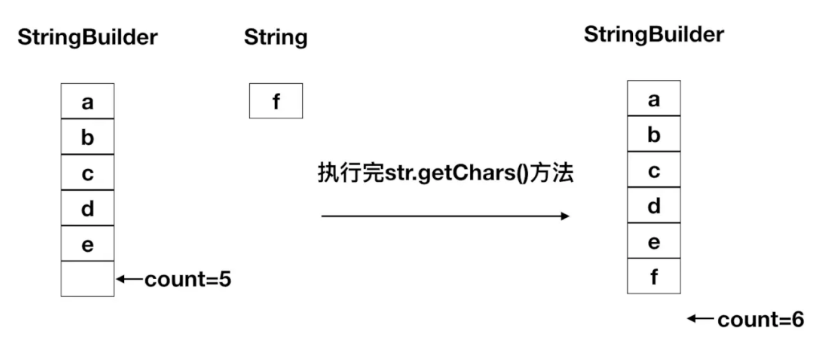 StringBuilder
String
StringBuilder
a
b
c
d
e
count=5
f
执行完str.getChars()方法
a
b
c
d
e
f
count=6